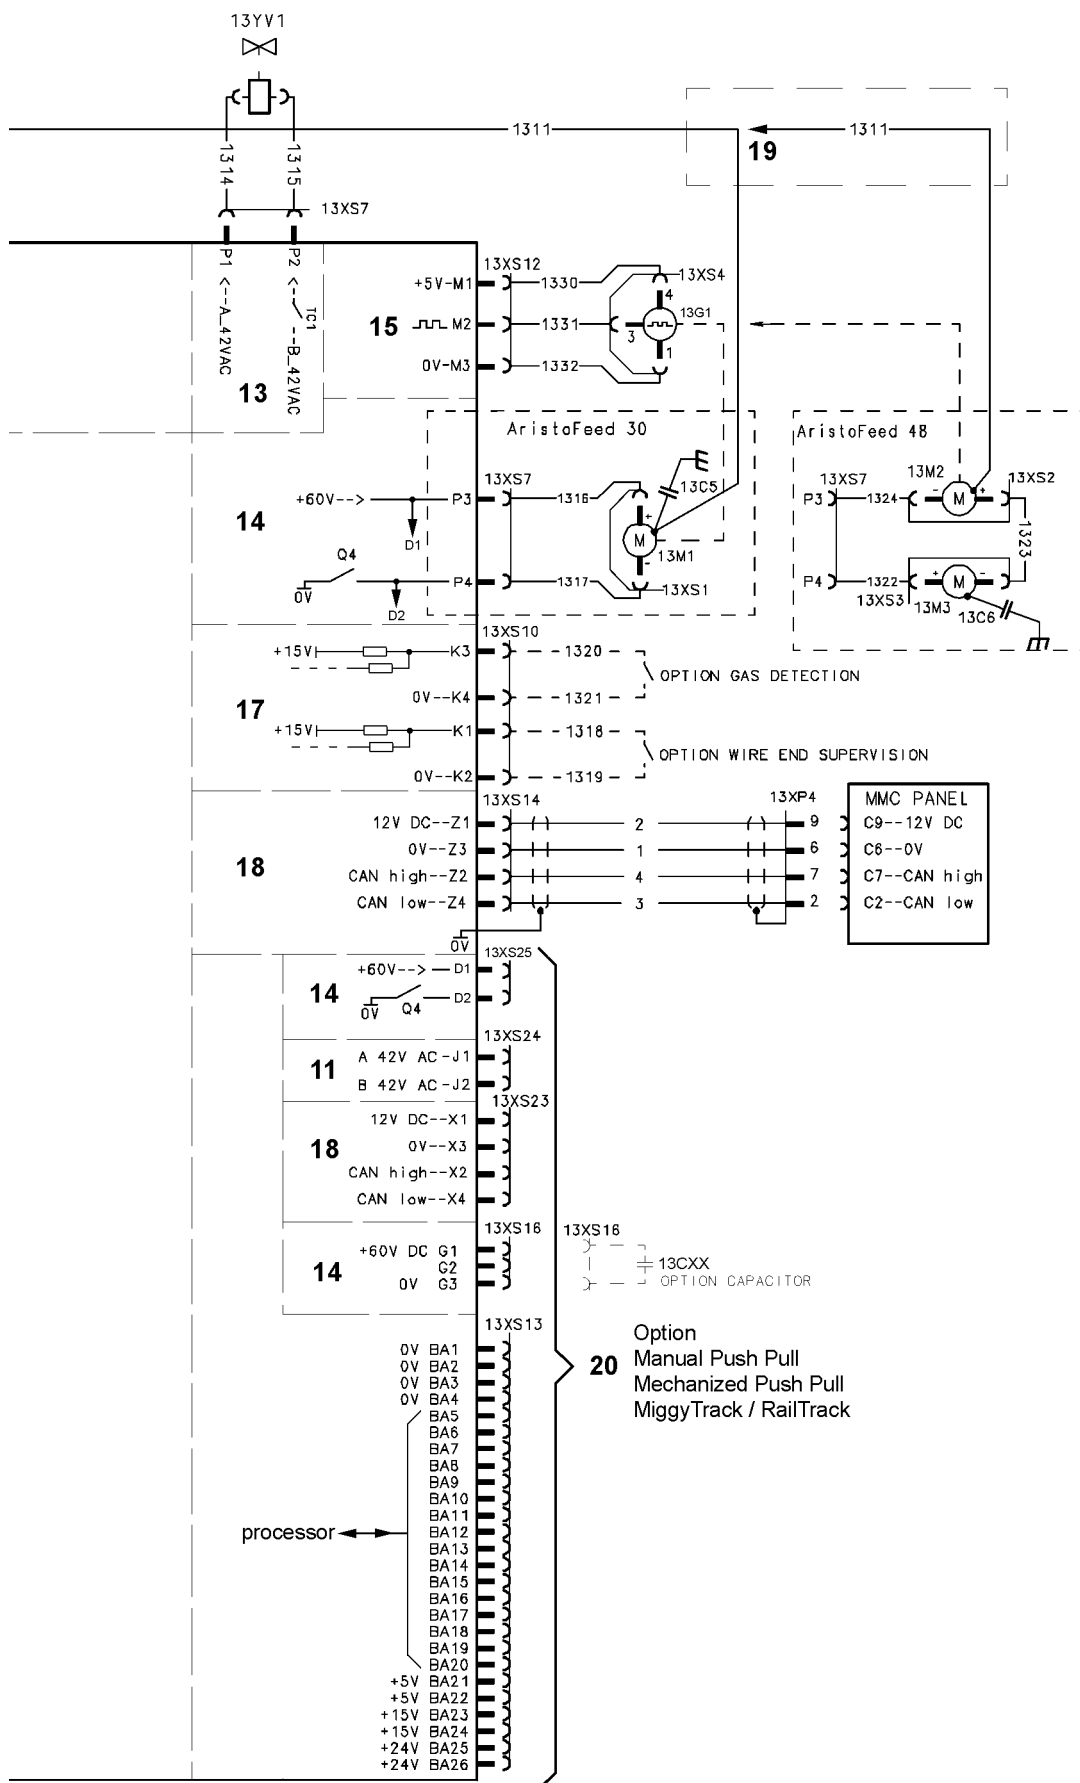 13YV1
1311
1311
19
1314
1315
13XS7
P1 <--A_42VAC
P2 <--
TC1
--B_42VAC
13
13XS12
13XS4
+5V-M1
1330
4
15
M2
1331
3
13G1
0V-M3
1332
1
AristoFeed 30
AristoFeed 48
13XS7
13C5
13XS7
13M2
13XS2
14
+60V-->
P3
1316
P3
1324
-
M
+
D1
+
M
13M1
1323
Q4
-
0V
P4
1317
13XS1
P4
1322
+
M
-
D2
13XS3
13M3
13C6
13XS10
+15V
K3
1320
OPTION GAS DETECTION
0V--K4
1321
17
+15V
K1
1318
OPTION WIRE END SUPERVISION
0V--K2
1319
13XS14
13XP4
MMC PANEL
12V DC--Z1
2
9
C9--12V DC
0V--Z3
1
6
C6--0V
18
CAN high--Z2
4
7
C7--CAN high
CAN low--Z4
3
2
C2--CAN low
0V
13XS25
+60V-->
D1
14
0V
Q4
D2
13XS24
A 42V AC-J1
11
B 42V AC-J2
13XS23
12V DC--X1
0V--X3
18
CAN high--X2
CAN low--X4
13XS16
13XS16
+60V DC G1
G2
14
0V G3
13CXX
OPTION CAPACITOR
13XS13
0V BA1
0V BA2
0V BA3
0V BA4
BA5
BA6
BA7
BA8
BA9
BA10
BA11
BA12
BA13
BA14
BA15
BA16
BA17
BA18
BA19
BA20
+5V BA21
+5V BA22
+15V BA23
+15V BA24
+24V BA25
+24V BA26
processor
20
Option
Manual Push Pull
Mechanized Push Pull
MiggyTrack / RailTrack